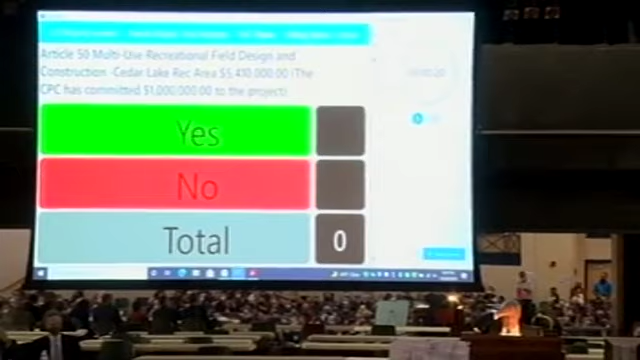 Article 50 Multi-Use Recreational Field Design and
Construction -Cedar Lake Rec Area $5,410,000.00 (The
CPC has committed $1,000,000.00 to the project)
Yes
No
Total 0